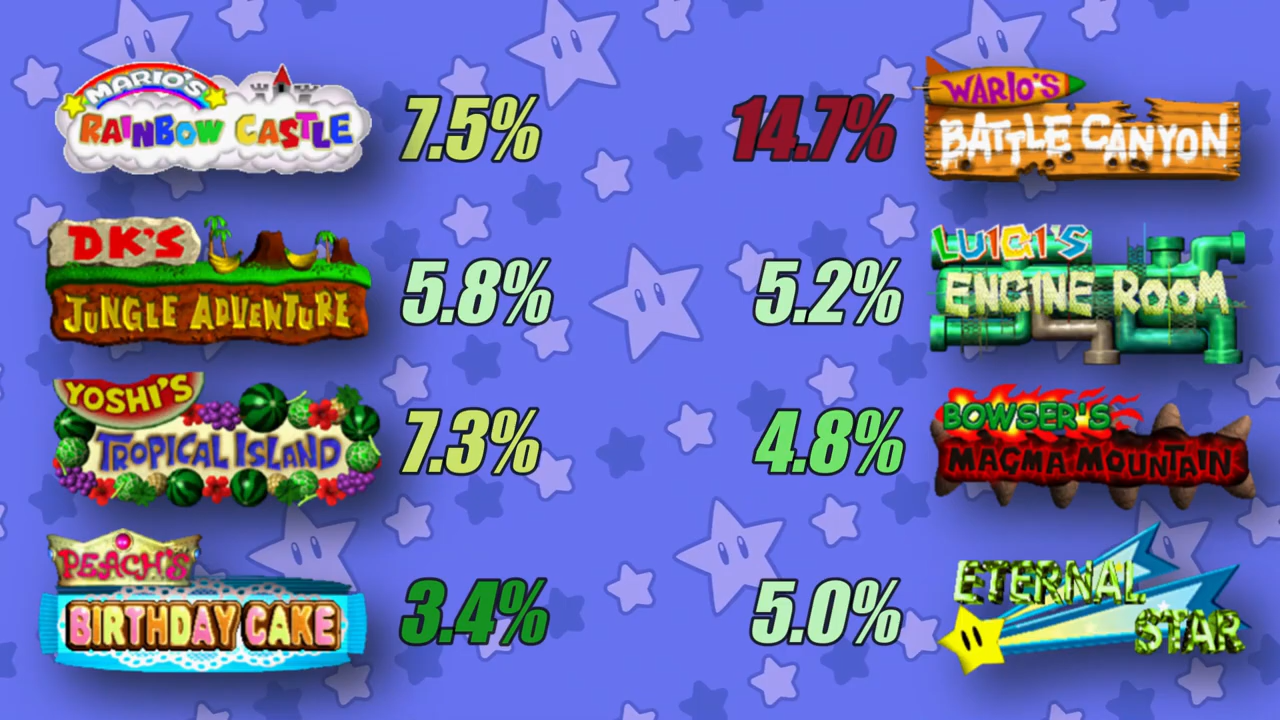 MARIO'S
RAINBOW CASTLE
7.5%
14.7%
WARIO'S
BATTLE CANYON
DK'S
JUNGLE ADVENTURE
5.8%
5.2%
LUIGI'S
ENGINE ROOM
YOSHI'S
TROPICAL ISLAND
7.3%
4.8%
BOWSER'S
MAGMA MOUNTAIN
PEACH'S
BIRTHDAY CAKE
3.4%
5.0%
ETERNAL
STAR